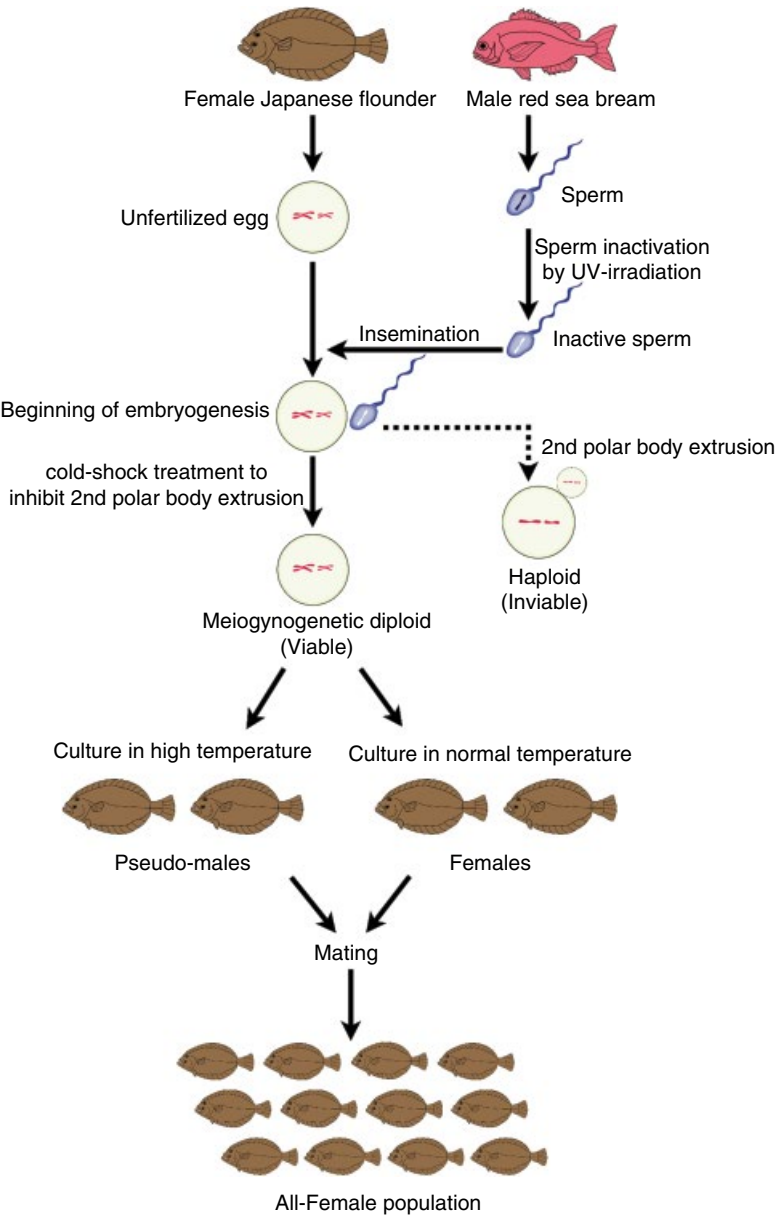 Female Japanese flounder
Male red sea bream
Unfertilized egg
Sperm
Sperm inactivation
by UV-irradiation
Insemination
Inactive sperm
Beginning of embryogenesis
2nd polar body extrusion
cold-shock treatment to
inhibit 2nd polar body extrusion
Haploid
(Inviable)
Meiogynogenetic diploid
(Viable)
Culture in high temperature
Culture in normal temperature
Pseudo-males
Females
Mating
All-Female population